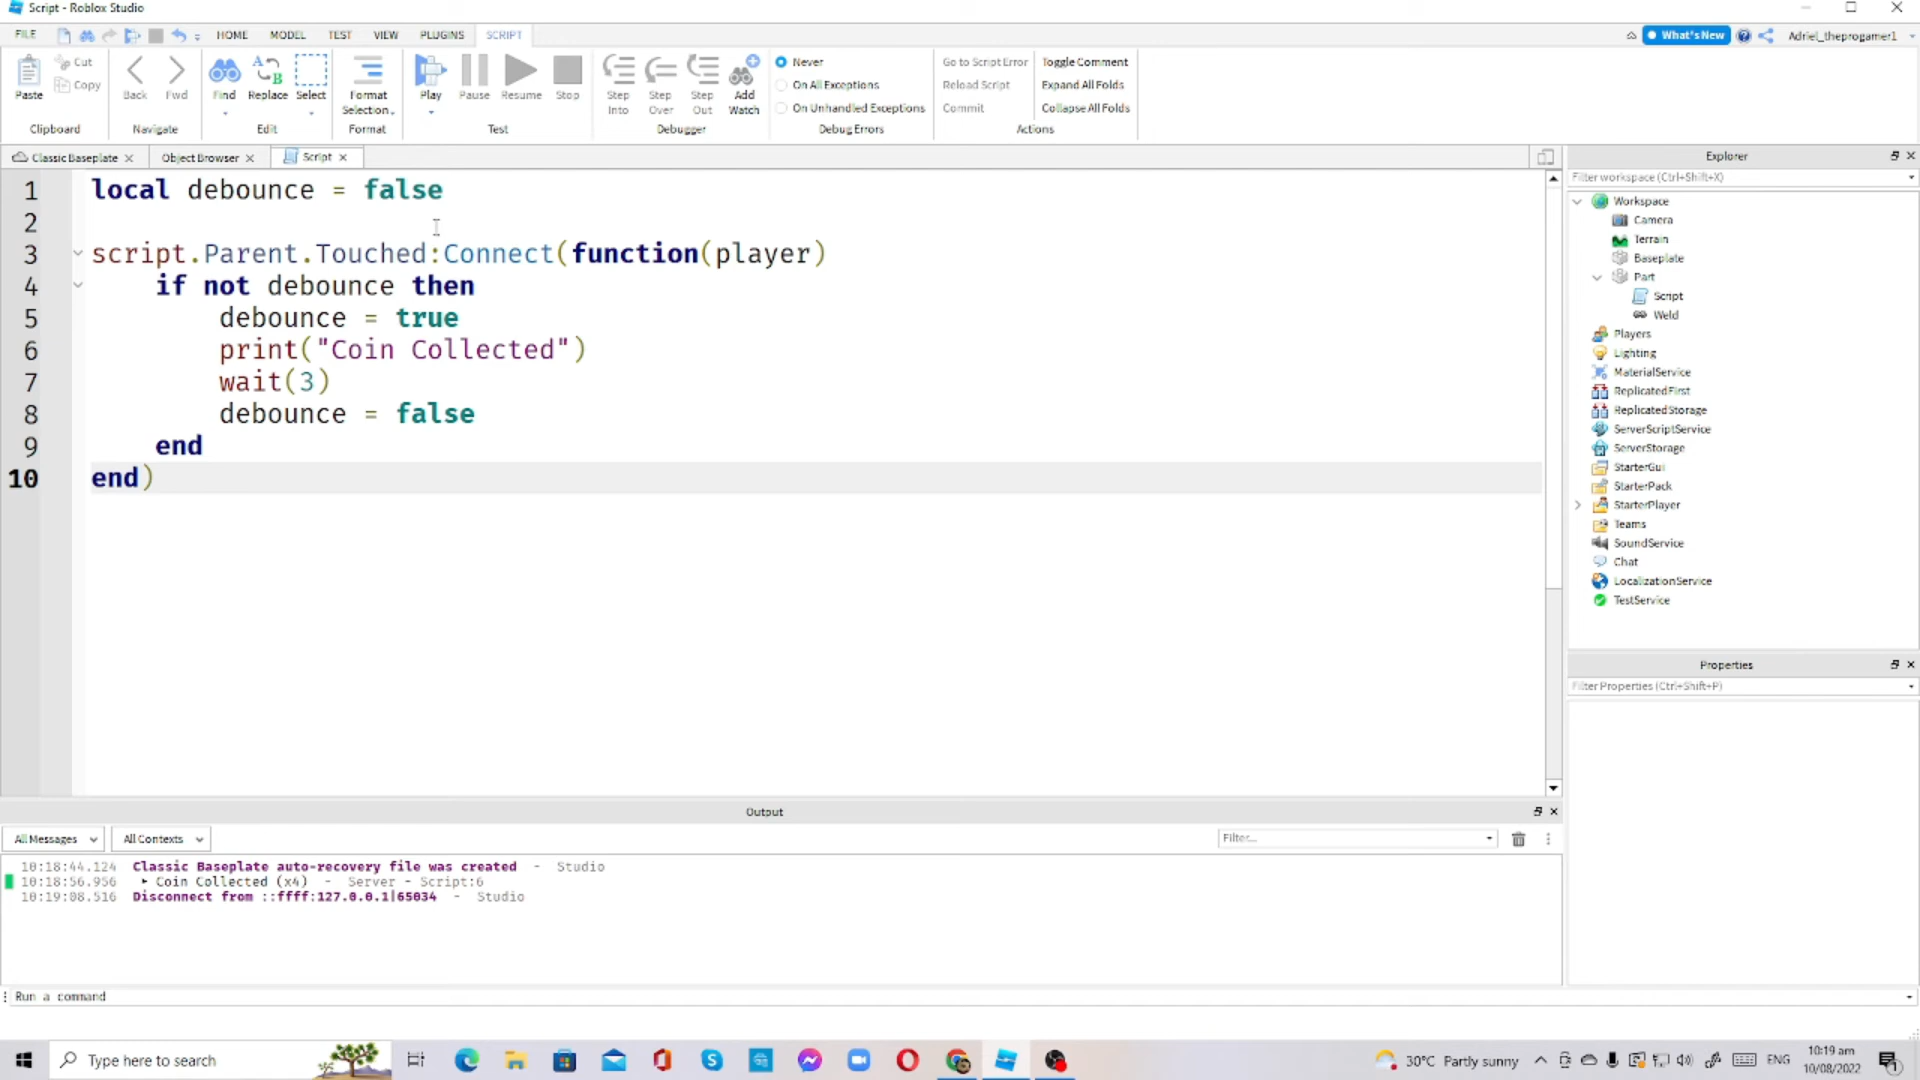 Script - Roblox Studio
FILE HOME MODEL TEST VIEW PLUGINS SCRIPT What's New Adriel_theprogamer1
Paste Cut Copy Back Fwd Find Replace Select Format Selection Play Pause Resume Stop Step Into Step Over Step Out Add Watch
Never
On All Exceptions
On Unhandled Exceptions
Go to Script Error
Reload Script
Commit
Toggle Comment
Expand All Folds
Collapse All Folds
Clipboard Navigate Edit Format Test Debugger Debug Errors Actions
Classic Baseplate Object Browser Script
1 local debounce = false
2
3 script.Parent.Touched:Connect(function(player)
4 if not debounce then
5 debounce = true
6 print("Coin Collected")
7 wait(3)
8 debounce = false
9 end
10 end)
Explorer
Filter workspace (Ctrl+Shift+X)
Workspace
Camera
Terrain
Baseplate
Part
Script
Weld
Players
Lighting
MaterialService
ReplicatedFirst
ReplicatedStorage
ServerScriptService
ServerStorage
StarterGui
StarterPack
StarterPlayer
Teams
SoundService
Chat
LocalizationService
TestService
Properties
Filter Properties (Ctrl+Shift+P)
Output
All Messages All Contexts Filter...
10:18:44.124 Classic Baseplate auto-recovery file was created - Studio
10:18:56.956 Coin Collected (x4) - Server - Script:6
10:19:08.516 Disconnect from ::ffff:127.0.0.1|65034 - Studio
Run a command
Type here to search
30°C Partly sunny
ENG
10:19 am
10/08/2022